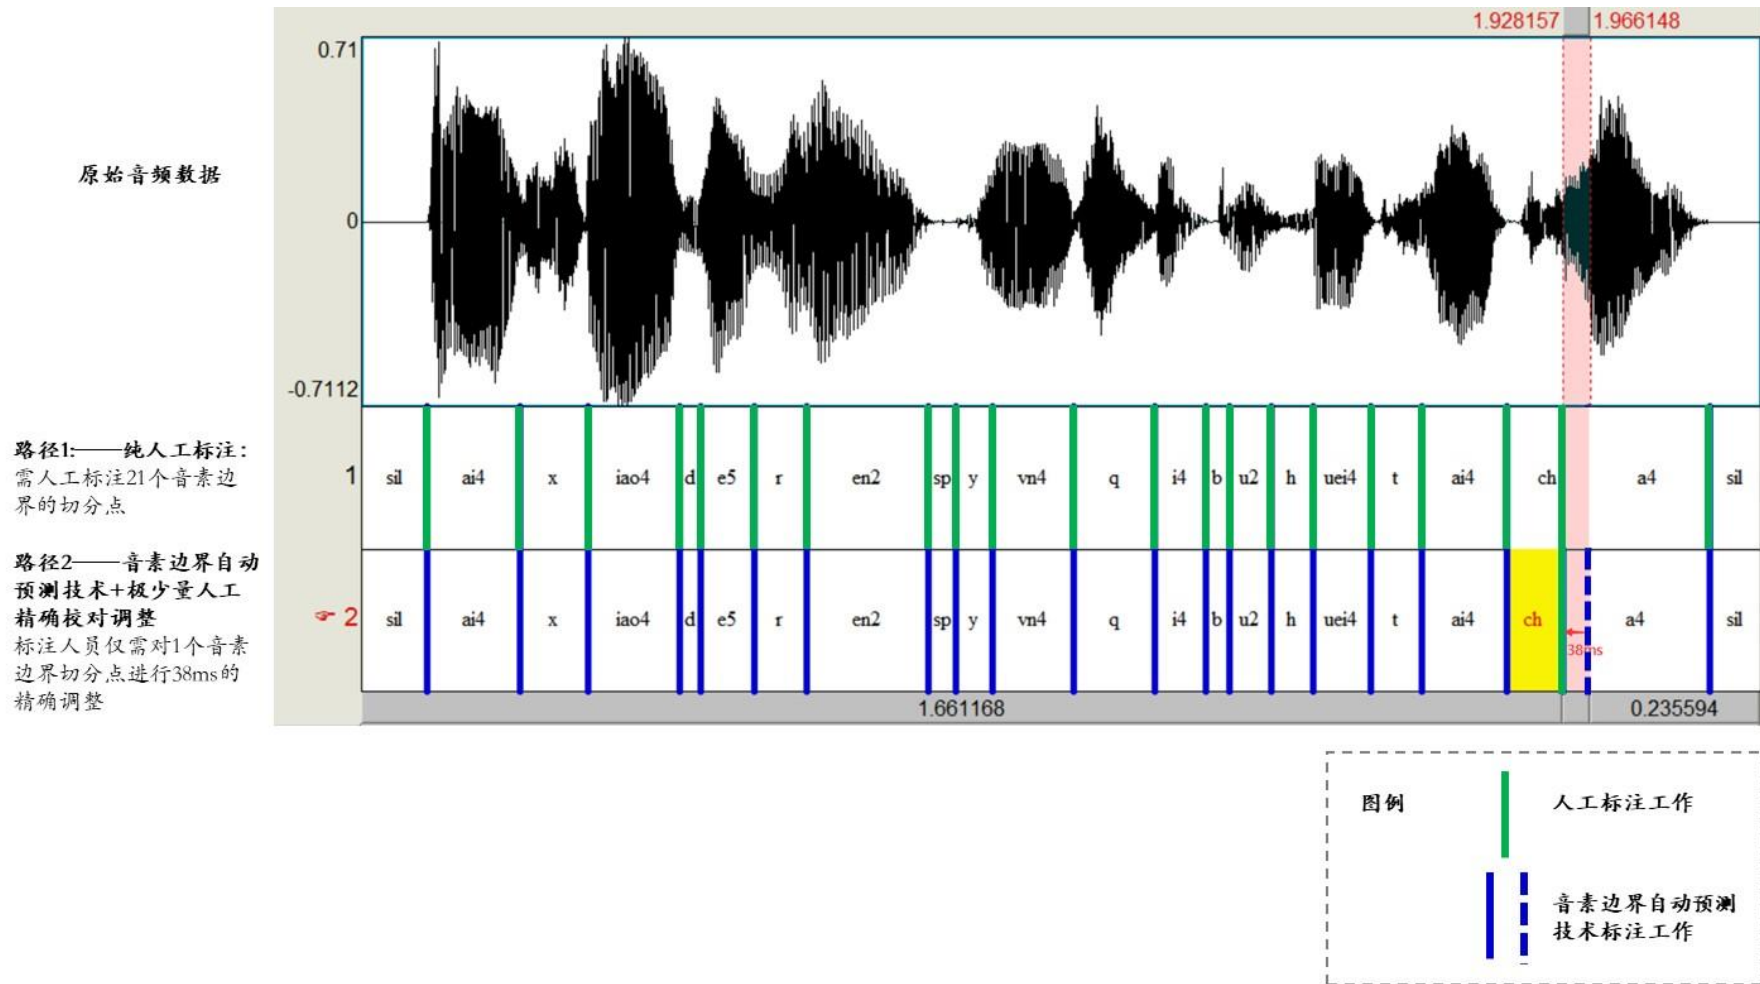 1.928157 1.966148
0.71
原始音频数据
0
-0.7112
路径1:——纯人工标注：
需人工标注21个音素边
界的切分点
1 sil ai4 x iao4 d e5 r en2 sp y vn4 q i4 b u2 h uei4 t ai4 ch a4 sil
路径2——音素边界自动
预测技术+极少量人工
精确校对调整
标注人员仅需对1个音素
边界切分点进行38ms的
精确调整
☞ 2 sil ai4 x iao4 d e5 r en2 sp y vn4 q i4 b u2 h uei4 t ai4 ch a4 sil
38ms
1.661168 0.235594
图例
人工标注工作
音素边界自动预测
技术标注工作